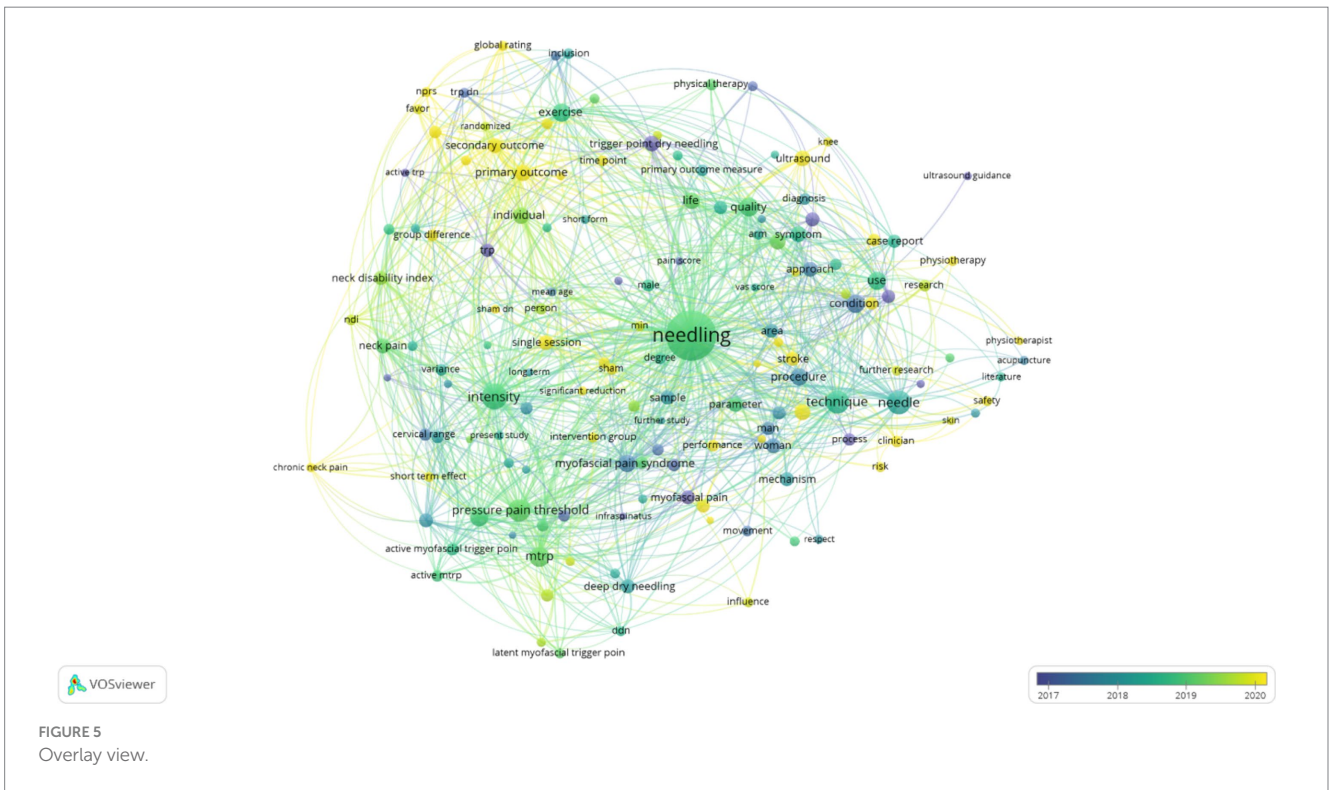 global rating
inclusion
physical therapy
nprs
trp dn
favor
exercise
randomized
secondary outcome
trigger point dry needling
knee
time point
ultrasound
active trp
primary outcome
primary outcome measure
ultrasound guidance
life
quality
diagnosis
individual
short form
group difference
arm
symptom
case report
trp
pain score
physiotherapy
approach
neck disability index
male
vas score
use
research
mean age
condition
sham dn
person
ndi
min
needling
area
neck pain
single session
physiotherapist
degree
stroke
acupuncture
variance
long term
sham
procedure
further research
literature
intensity
significant reduction
sample
parameter
technique
needle
safety
further study
man
skin
cervical range
present study
intervention group
performance
woman
process
clinician
chronic neck pain
short term effect
myofascial pain syndrome
risk
mechanism
myofascial pain
pressure pain threshold
infraspinatus
movement
respect
active myofascial trigger poin
mtrp
active mtrp
deep dry needling
influence
ddn
latent myofascial trigger poin
VOSviewer
2017 2018 2019 2020
FIGURE 5
Overlay view.